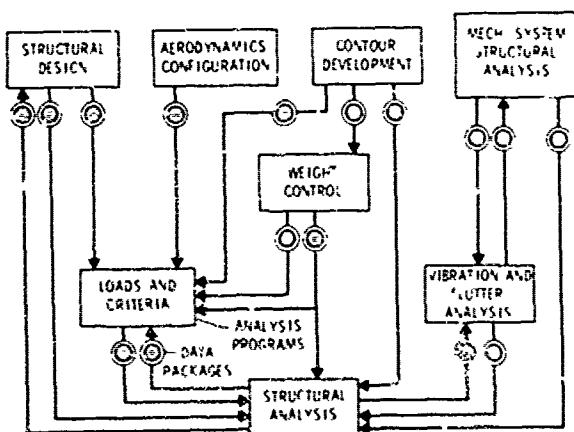 STRUCTURAL
DESIGN
AERODYNAMICS
CONFIGURATION
CONTOUR
DEVELOPMENT
MECH SYSTEM
STRUCTURAL
ANALYSIS
WEIGHT
CONTROL
LOADS AND
CRITERIA
VIBRATION AND
FLUTTER
ANALYSIS
ANALYSIS
PROGRAMS
DATA
PACKAGES
STRUCTURAL
ANALYSIS